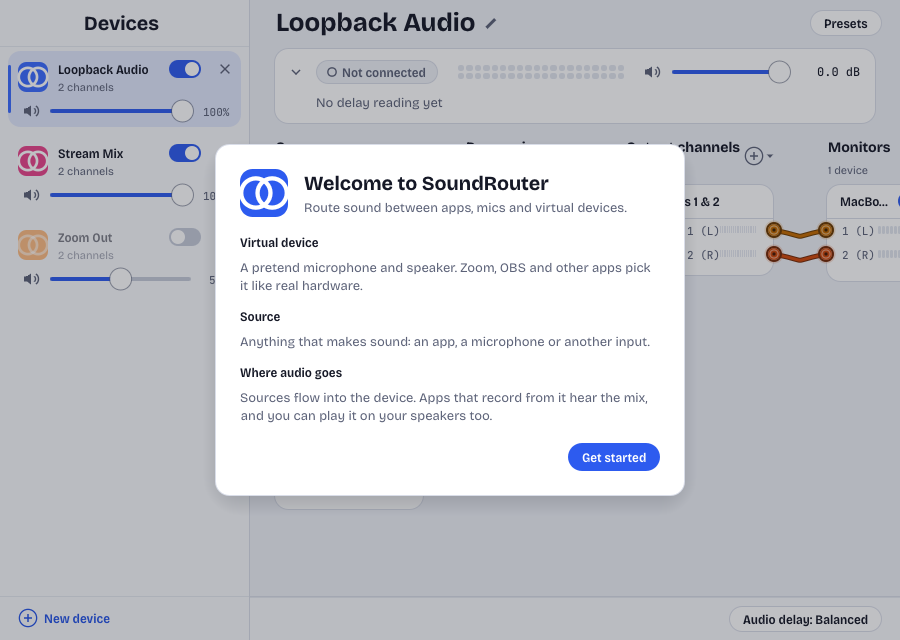 Devices
Loopback Audio
2 channels
100%
Stream Mix
2 channels
Zoom Out
2 channels
New device
Loopback Audio
Presets
Not connected
0.0 dB
No delay reading yet
channels
Monitors
1 device
1 & 2
1 (L)
2 (R)
MacBo...
1 (L)
2 (R)
Welcome to SoundRouter
Route sound between apps, mics and virtual devices.
Virtual device
A pretend microphone and speaker. Zoom, OBS and other apps pick
it like real hardware.
Source
Anything that makes sound: an app, a microphone or another input.
Where audio goes
Sources flow into the device. Apps that record from it hear the mix,
and you can play it on your speakers too.
Get started
Audio delay: Balanced